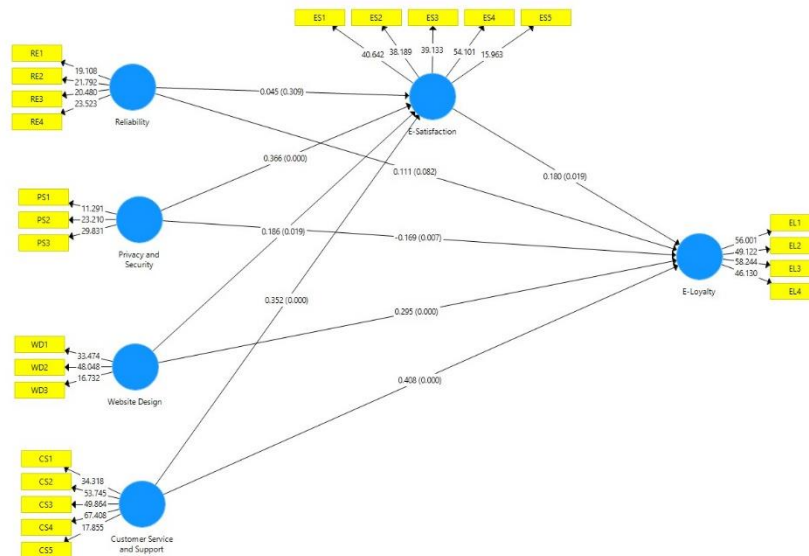 ES1
ES2
ES3
ES4
ES5
40.642
38.189
39.133
54.101
15.963
RE1
RE2
RE3
RE4
19.108
21.792
20.480
23.523
Reliability
0.045 (0.309)
E-Satisfaction
0.366 (0.000)
0.111 (0.082)
0.180 (0.019)
PS1
PS2
PS3
11.291
23.210
29.831
Privacy and
Security
0.186 (0.019)
-0.169 (0.007)
EL1
EL2
EL3
EL4
56.001
49.122
58.244
46.130
E-Loyalty
0.352 (0.000)
0.295 (0.000)
WD1
WD2
WD3
33.474
48.048
16.732
Website Design
0.408 (0.000)
CS1
CS2
CS3
CS4
CS5
34.318
53.745
49.864
67.408
17.855
Customer Service
and Support